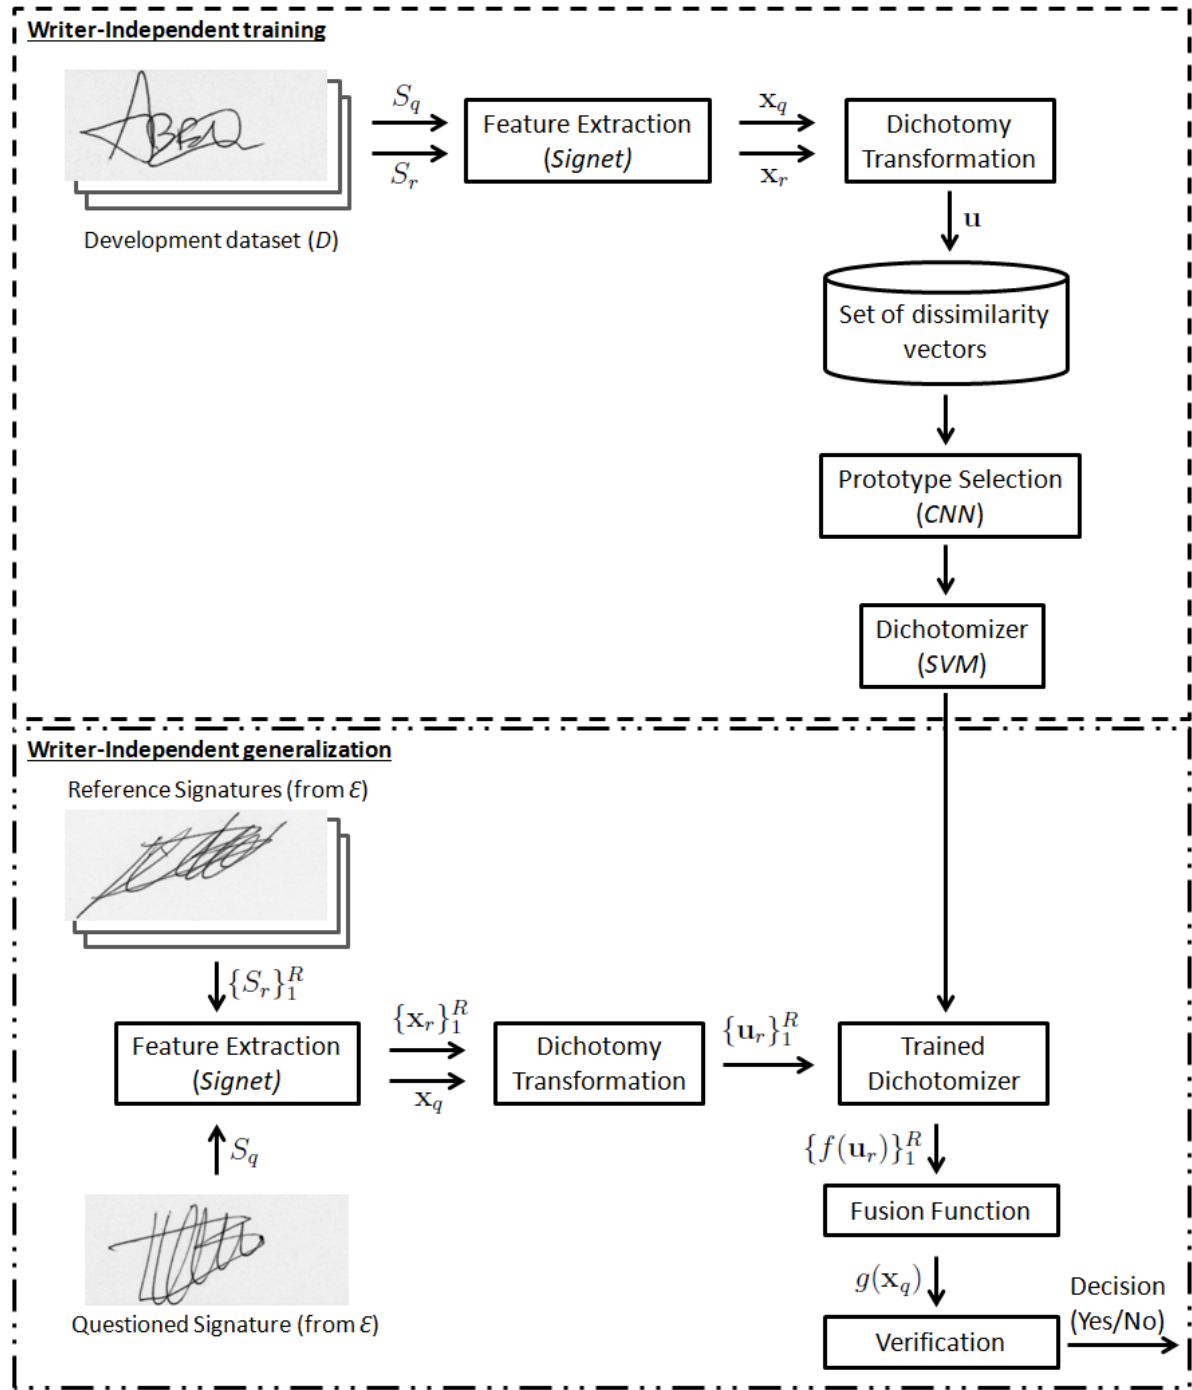 Writer-Independent training
Development dataset (D)
S_q
S_r
Feature Extraction
(Signet)
x_q
x_r
Dichotomy
Transformation
u
Set of dissimilarity
vectors
Prototype Selection
(CNN)
Dichotomizer
(SVM)
Writer-Independent generalization
Reference Signatures (from ℰ)
{S_r}_1^R
Feature Extraction
(Signet)
S_q
Questioned Signature (from ℰ)
{x_r}_1^R
x_q
Dichotomy
Transformation
{u_r}_1^R
Trained
Dichotomizer
{f(u_r)}_1^R
Fusion Function
g(x_q)
Verification
Decision
(Yes/No)